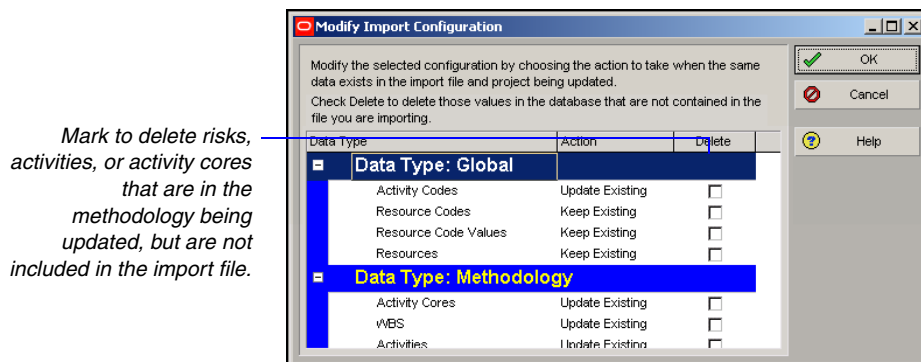 Modify Import Configuration
Modify the selected configuration by choosing the action to take when the same
data exists in the import file and project being updated.
Check Delete to delete those values in the database that are not contained in the
file you are importing.
OK
Cancel
Help
Mark to delete risks,
activities, or activity cores
that are in the
methodology being
updated, but are not
included in the import file.
Data Type Action Delete
Data Type: Global
Activity Codes Update Existing
Resource Codes Keep Existing
Resource Code Values Keep Existing
Resources Keep Existing
Data Type: Methodology
Activity Cores Update Existing
WBS Update Existing
Activities Update Existing